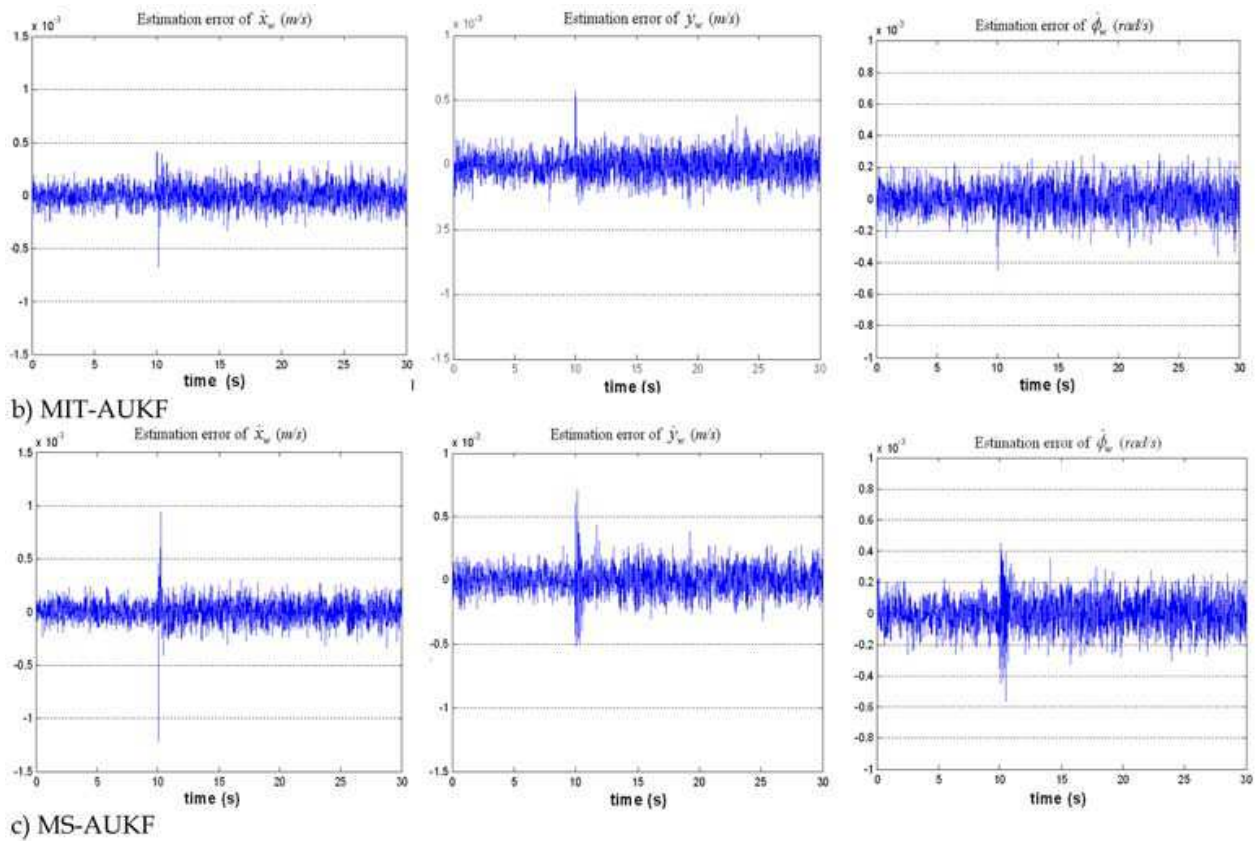 Estimation error of ẋ̂w (m/s)
x 10⁻³
1.5
1
0.5
0
-0.5
-1
-1.5
0 5 10 15 20 25 30
time (s)
Estimation error of ẏ̂w (m/s)
x 10⁻³
1
0.5
0
0.5
-1
-1.5
0 5 10 15 20 25 30
time (s)
Estimation error of φ̇̂w (rad/s)
x 10⁻³
1
0.8
0.6
0.4
0.2
0
-0.2
-0.4
-0.6
-0.8
-1
0 5 10 15 20 25 30
time (s)
b) MIT-AUKF
Estimation error of ẋ̂w (m/s)
x 10⁻³
1.5
1
0.5
0
-0.5
-1
-1.5
0 5 10 15 20 25 30
time (s)
Estimation error of ẏ̂w (m/s)
x 10⁻³
1
0.5
0
-0.5
-1
-1.5
0 5 10 15 20 25 30
time (s)
Estimation error of φ̇̂w (rad/s)
x 10⁻³
1
0.8
0.6
0.4
0.2
0
-0.2
-0.4
-0.6
-0.8
-1
0 5 10 15 20 25 30
time (s)
c) MS-AUKF